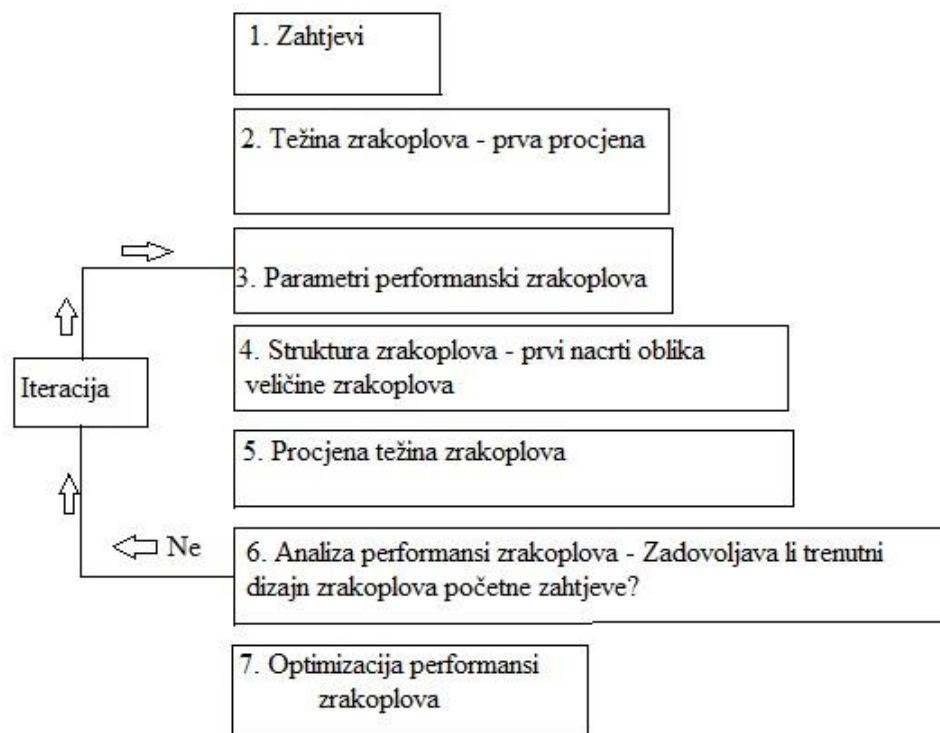 1. Zahtjevi
2. Težina zrakoplova - prva procjena
3. Parametri performanski zrakoplova
4. Struktura zrakoplova - prvi nacrti oblika
veličine zrakoplova
Iteracija
5. Procjena težina zrakoplova
Ne
6. Analiza performansi zrakoplova - Zadovoljava li trenutni
dizajn zrakoplova početne zahtjeve?
7. Optimizacija performansi
zrakoplova